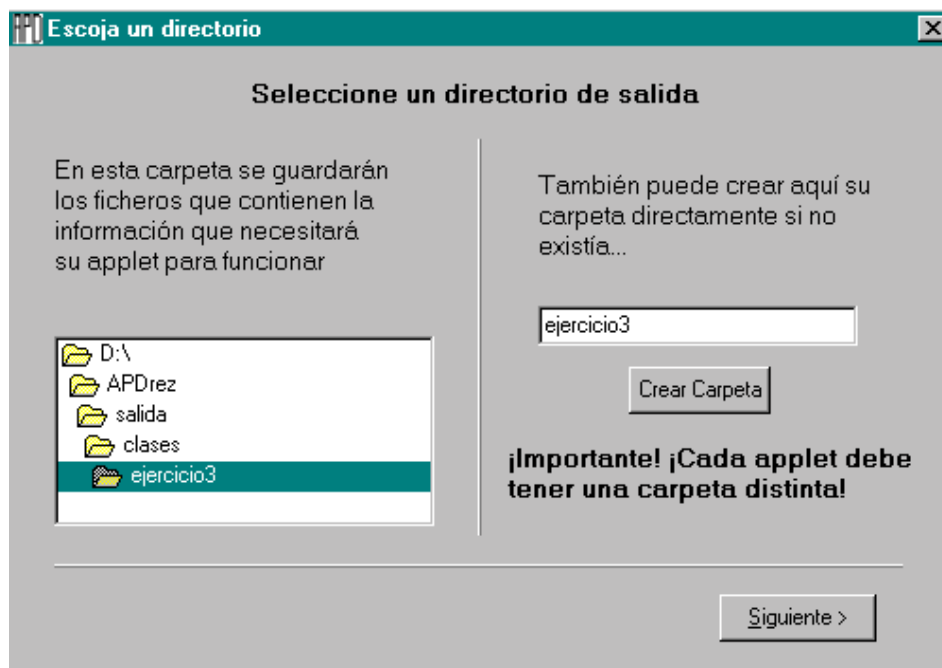 Escoja un directorio
Seleccione un directorio de salida
En esta carpeta se guardarán
los ficheros que contienen la
información que necesitará
su applet para funcionar
D:\
APDrez
salida
clases
ejercicio3
También puede crear aquí su
carpeta directamente si no
existía...
ejercicio3
Crear Carpeta
¡Importante! ¡Cada applet debe
tener una carpeta distinta!
Siguiente >